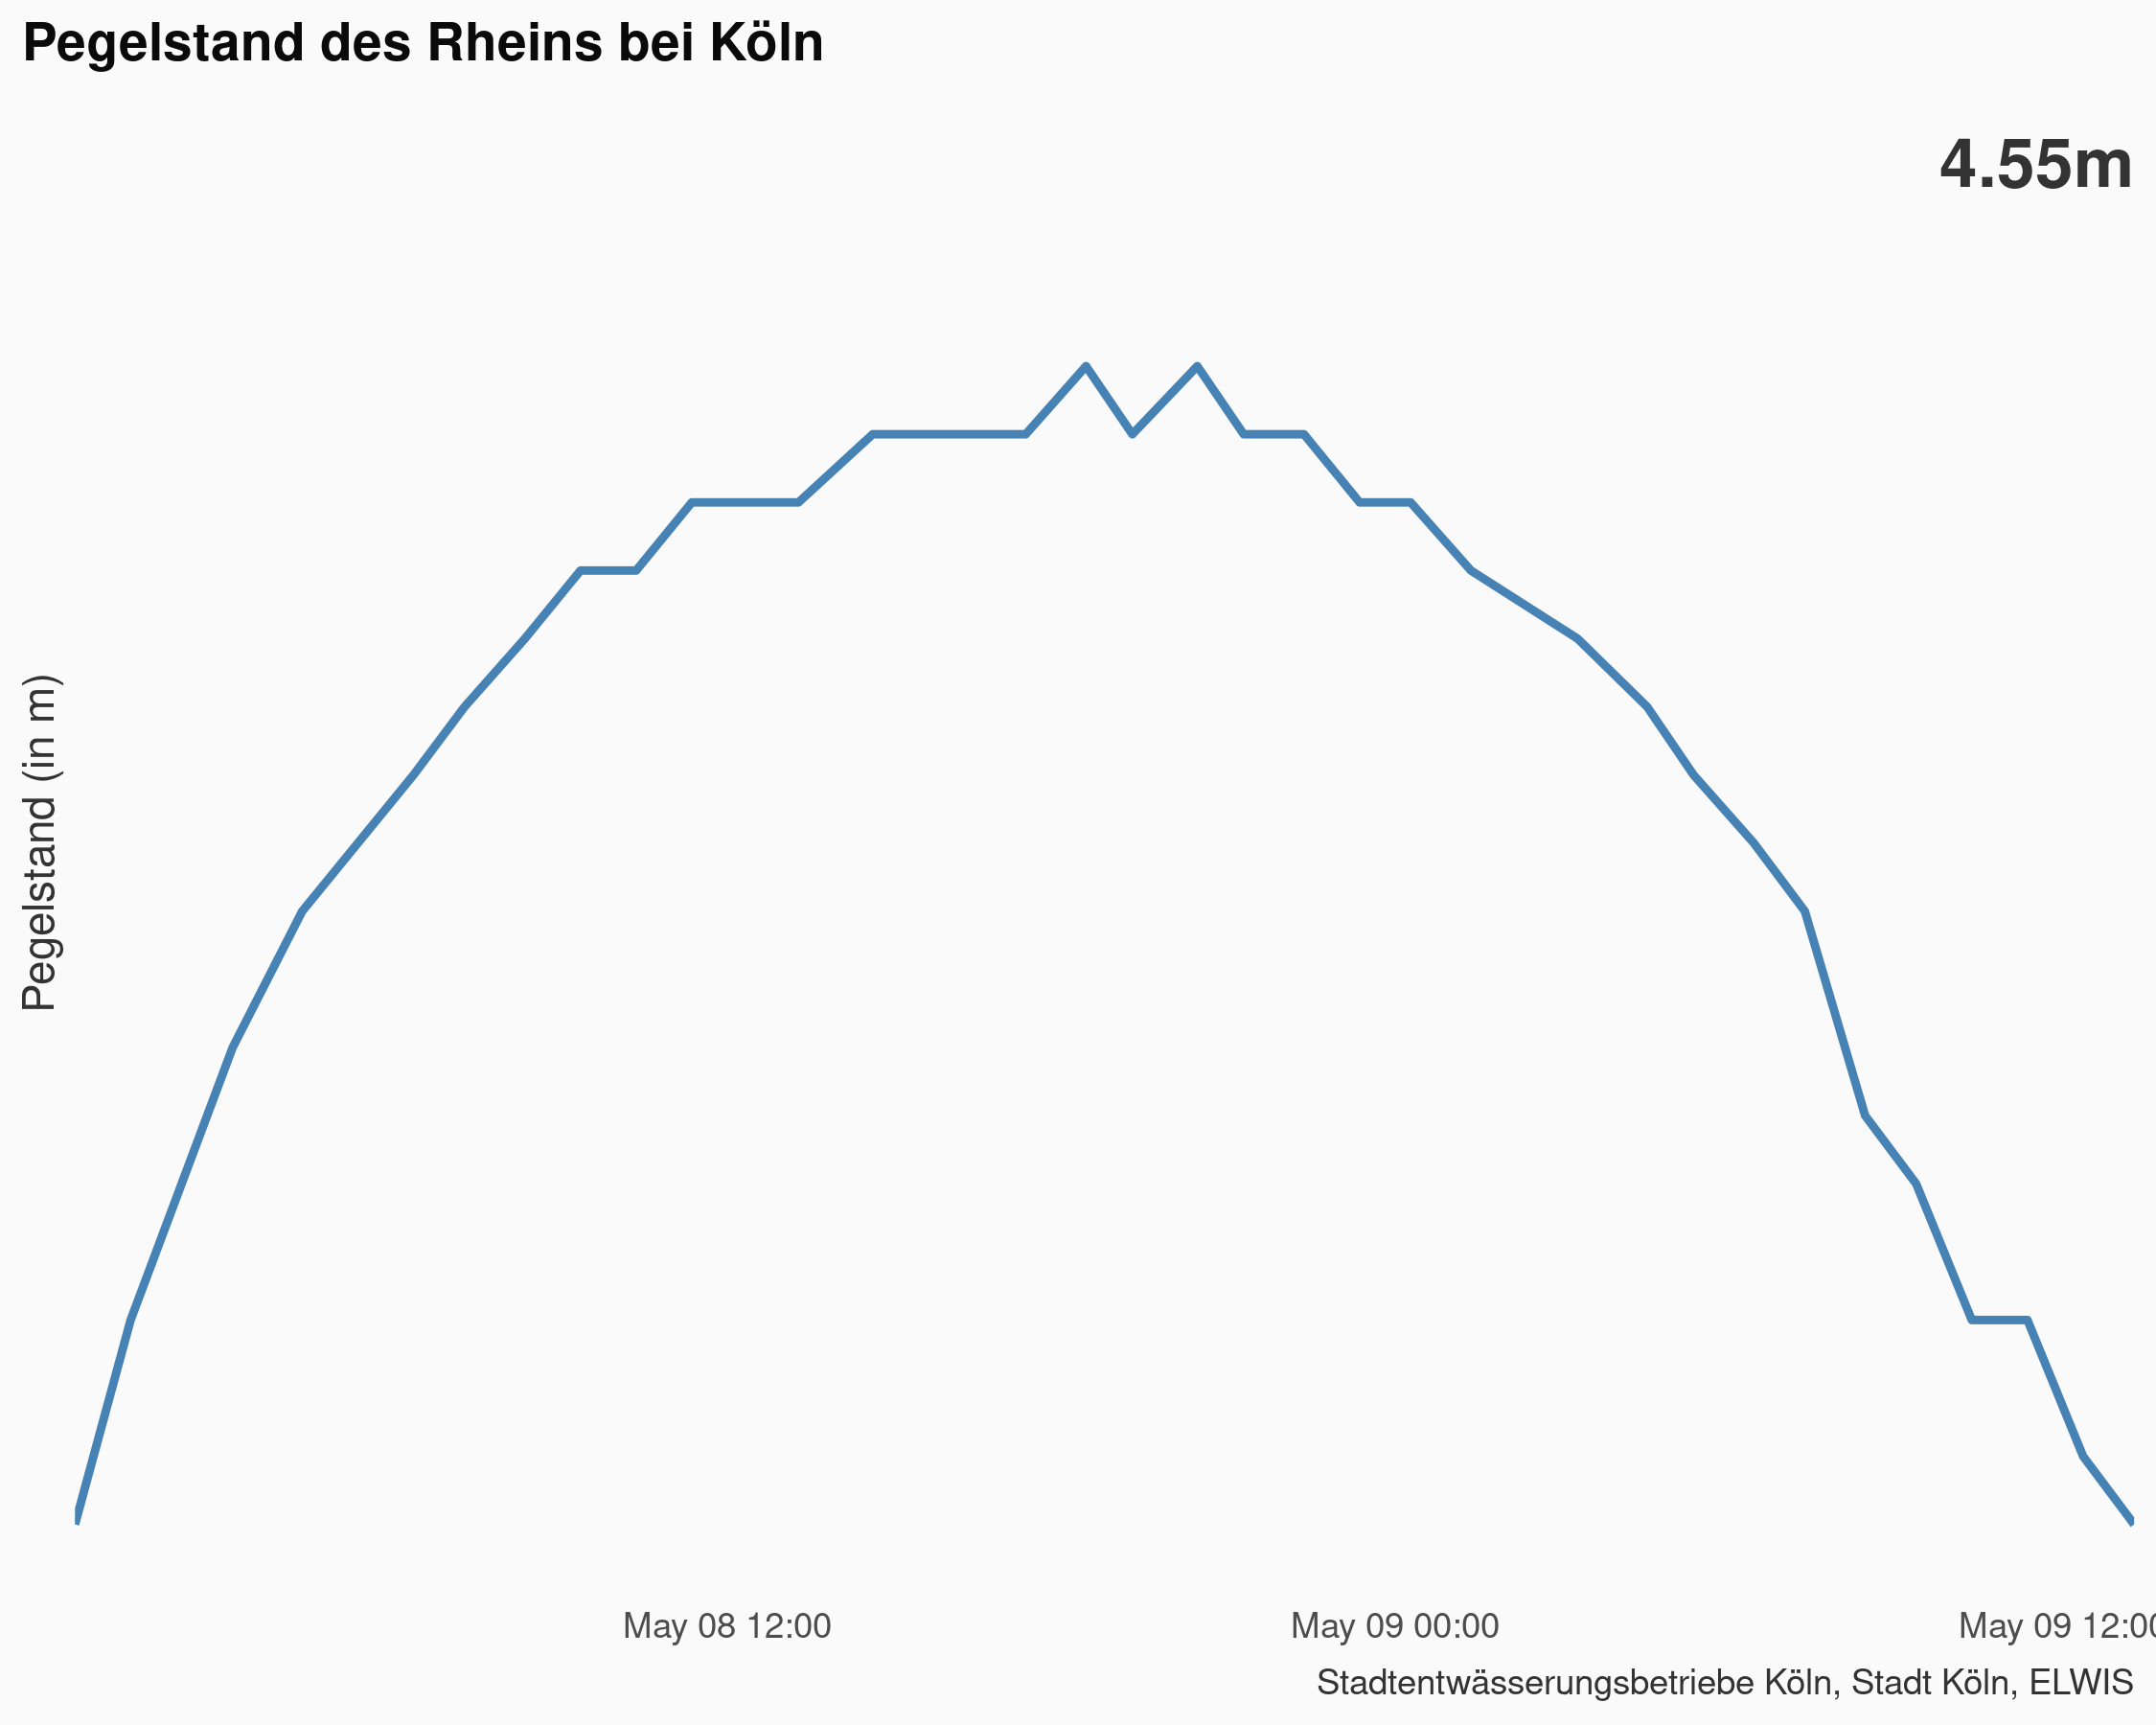 Pegelstand des Rheins bei Köln
4.55m
Pegelstand (in m)
May 08 12:00
May 09 00:00
May 09 12:00
Stadtentwässerungsbetriebe Köln, Stadt Köln, ELWIS